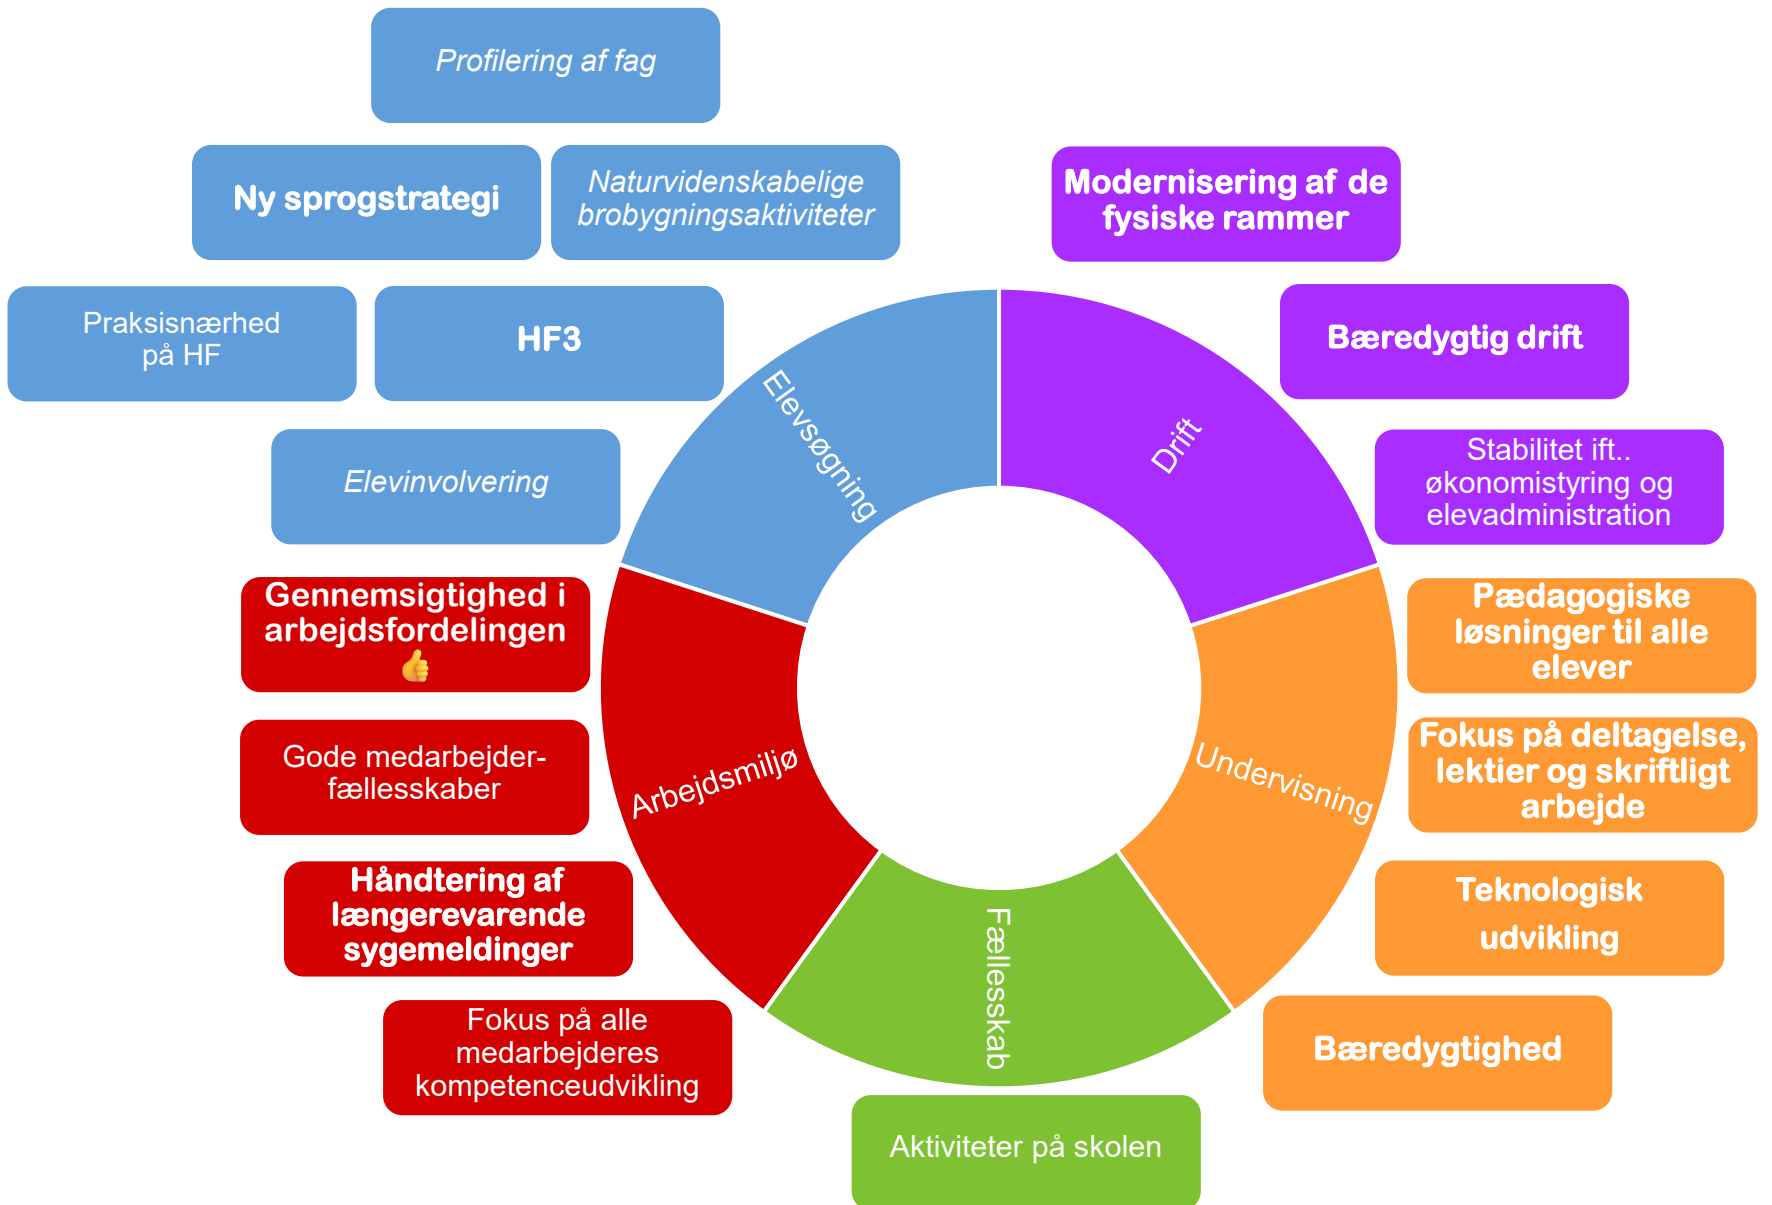 Profilering af fag
Ny sprogstrategi
Naturvidenskabelige
brobygningsaktiviteter
Modernisering af de
fysiske rammer
Praksisnærhed
på HF
HF3
Bæredygtig drift
Elevinvolvering
Stabilitet ift..
økonomistyring og
elevadministration
Elevsøgning
Drift
Gennemsigtighed i
arbejdsfordelingen
👍
Pædagogiske
løsninger til alle
elever
Gode medarbejder-
fællesskaber
Arbejdsmiljø
Undervisning
Fokus på deltagelse,
lektier og skriftligt
arbejde
Håndtering af
længerevarende
sygemeldinger
Teknologisk
udvikling
Fællesskab
Fokus på alle
medarbejderes
kompetenceudvikling
Bæredygtighed
Aktiviteter på skolen